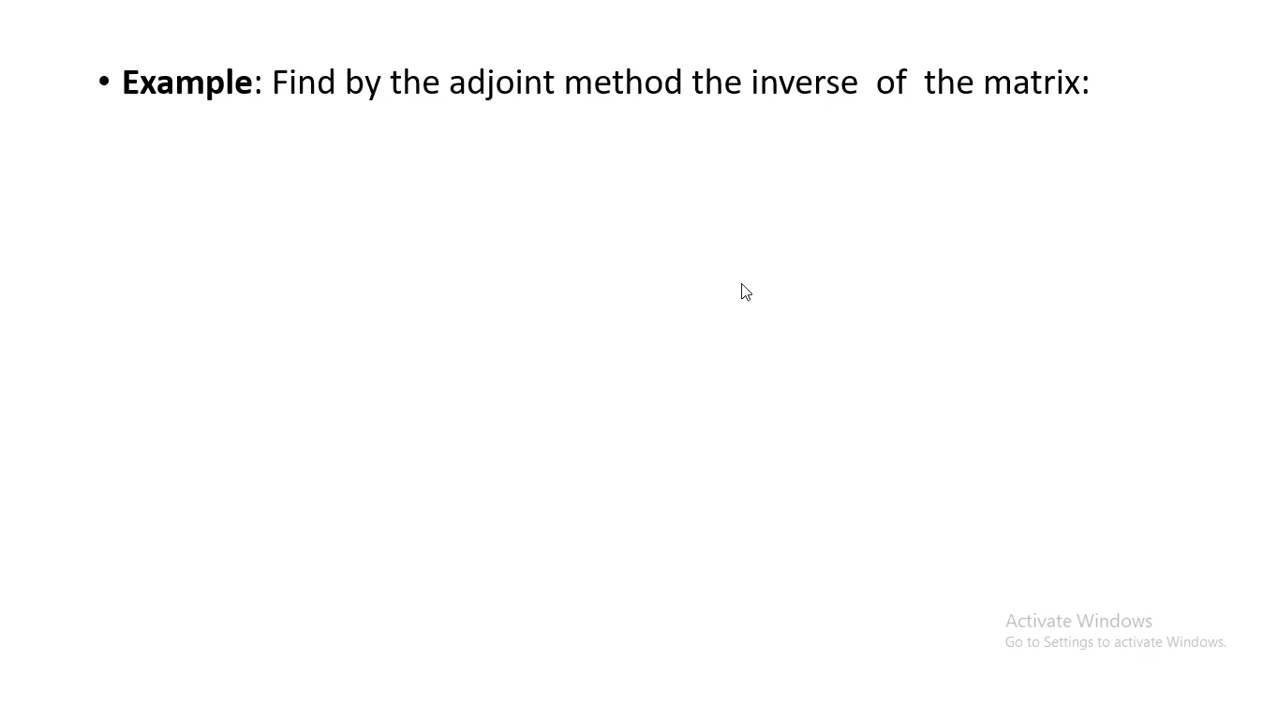 • Example: Find by the adjoint method the inverse of the matrix:
Activate Windows
Go to Settings to activate Windows.